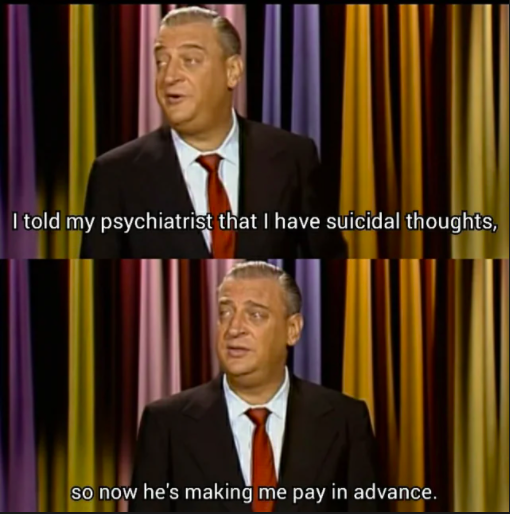 I told my psychiatrist that I have suicidal thoughts,
so now he's making me pay in advance.